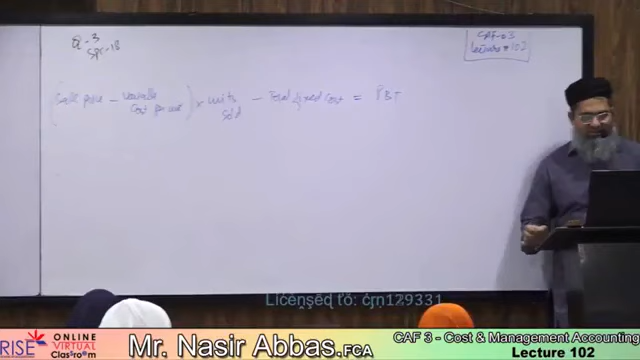 Q-3
Spr-18
CAF-03
Lecture # 102
(Sale price - variable cost per unit) x units sold - Total fixed cost = PBT
Licensed to: crn129331
RISE
ONLINE
VIRTUAL
Classroom
Mr. Nasir Abbas.FCA
CAF 3 - Cost & Management Accounting
Lecture 102